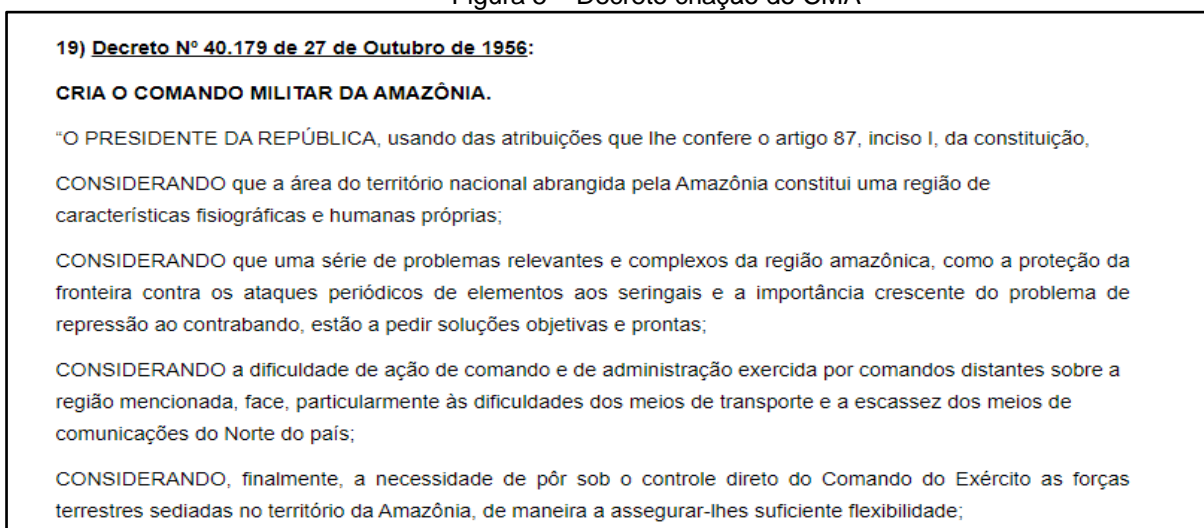 Figura 3 – Decreto criação do CMA
19) Decreto Nº 40.179 de 27 de Outubro de 1956:
CRIA O COMANDO MILITAR DA AMAZÔNIA.
“O PRESIDENTE DA REPÚBLICA, usando das atribuições que lhe confere o artigo 87, inciso I, da constituição,
CONSIDERANDO que a área do território nacional abrangida pela Amazônia constitui uma região de
características fisiográficas e humanas próprias;
CONSIDERANDO que uma série de problemas relevantes e complexos da região amazônica, como a proteção da
fronteira contra os ataques periódicos de elementos aos seringais e a importância crescente do problema de
repressão ao contrabando, estão a pedir soluções objetivas e prontas;
CONSIDERANDO a dificuldade de ação de comando e de administração exercida por comandos distantes sobre a
região mencionada, face, particularmente às dificuldades dos meios de transporte e a escassez dos meios de
comunicações do Norte do país;
CONSIDERANDO, finalmente, a necessidade de pôr sob o controle direto do Comando do Exército as forças
terrestres sediadas no território da Amazônia, de maneira a assegurar-lhes suficiente flexibilidade;